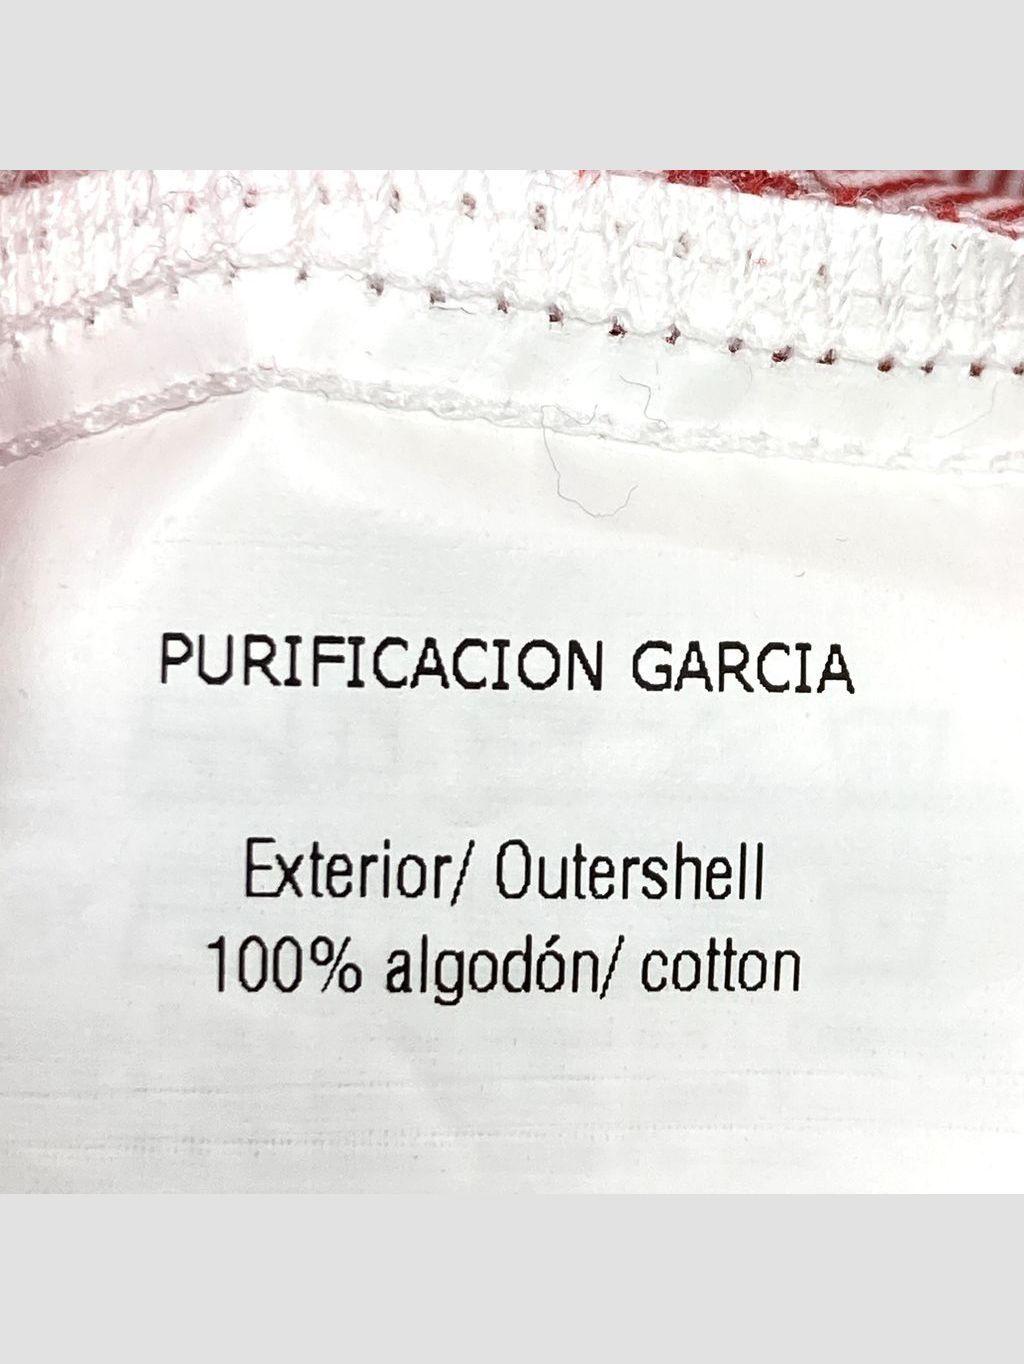 PURIFICACION GARCIA
Exterior/ Outershell
100% algodón/ cotton